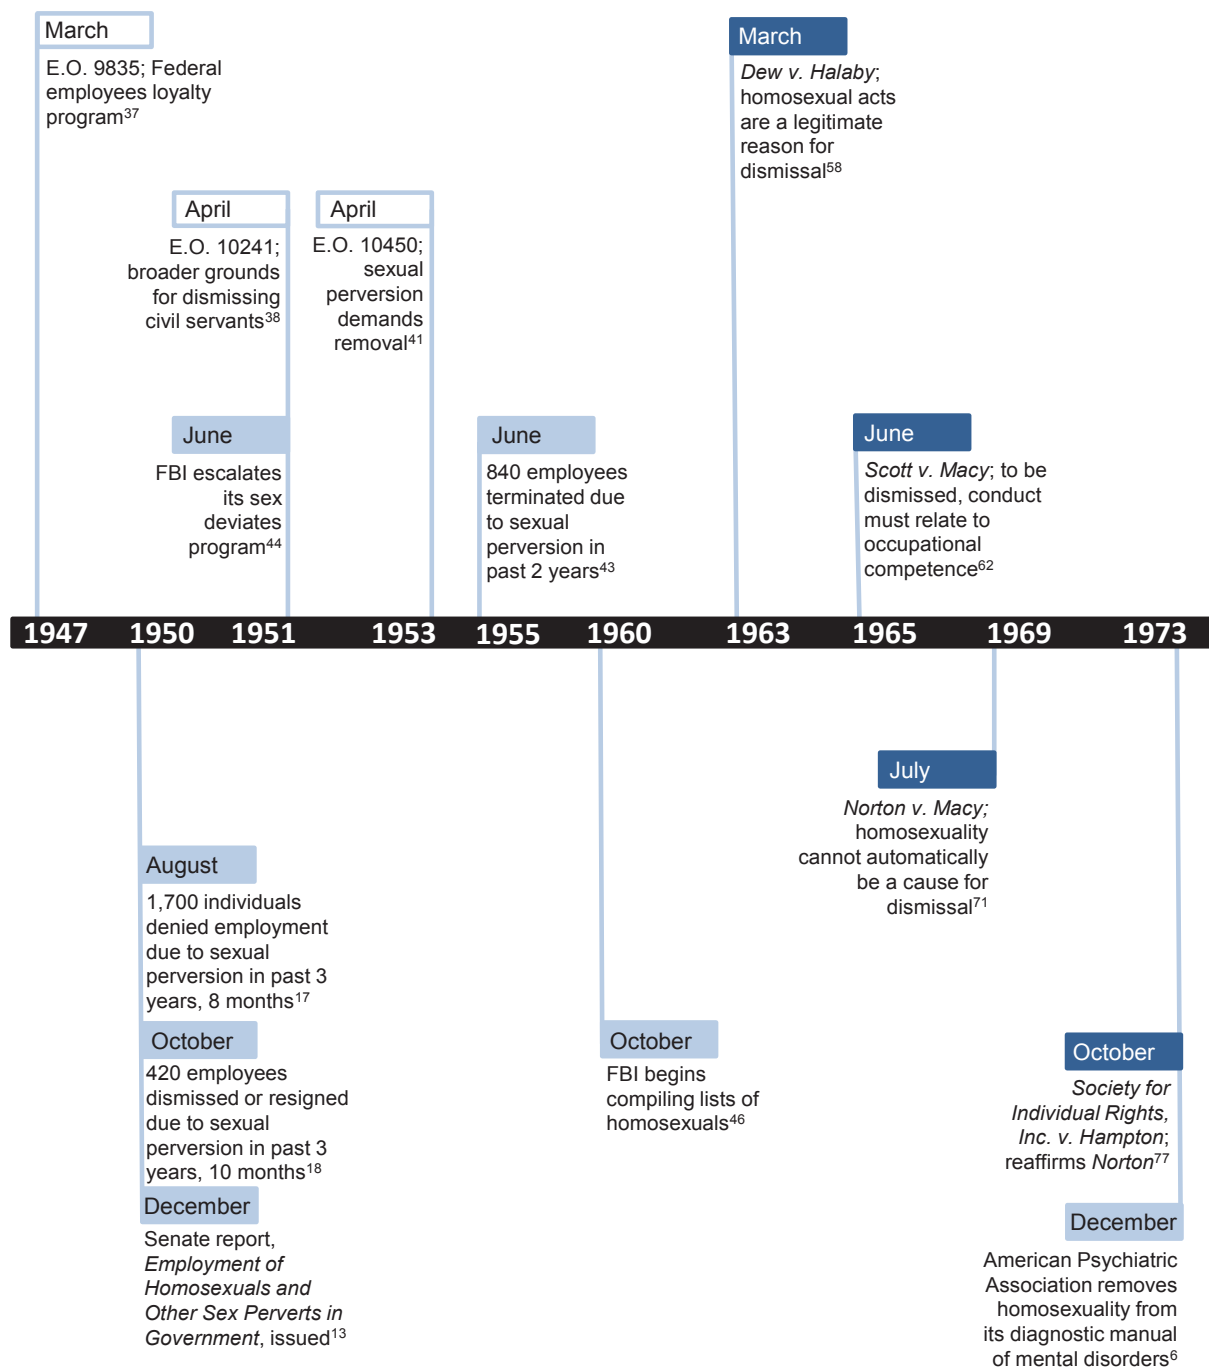 March
E.O. 9835; Federal
employees loyalty
program37
April
E.O. 10241;
broader grounds
for dismissing
civil servants38
April
E.O. 10450;
sexual
perversion
demands
removal41
March
Dew v. Halaby;
homosexual acts
are a legitimate
reason for
dismissal58
June
FBI escalates
its sex
deviates
program44
June
840 employees
terminated due
to sexual
perversion in
past 2 years43
June
Scott v. Macy; to be
dismissed, conduct
must relate to
occupational
competence62
1947 1950 1951 1953 1955 1960 1963 1965 1969 1973
July
Norton v. Macy;
homosexuality
cannot automatically
be a cause for
dismissal71
August
1,700 individuals
denied employment
due to sexual
perversion in past 3
years, 8 months17
October
420 employees
dismissed or resigned
due to sexual
perversion in past 3
years, 10 months18
December
Senate report,
Employment of
Homosexuals and
Other Sex Perverts in
Government, issued13
October
FBI begins
compiling lists of
homosexuals46
October
Society for
Individual Rights,
Inc. v. Hampton;
reaffirms Norton77
December
American Psychiatric
Association removes
homosexuality from
its diagnostic manual
of mental disorders6